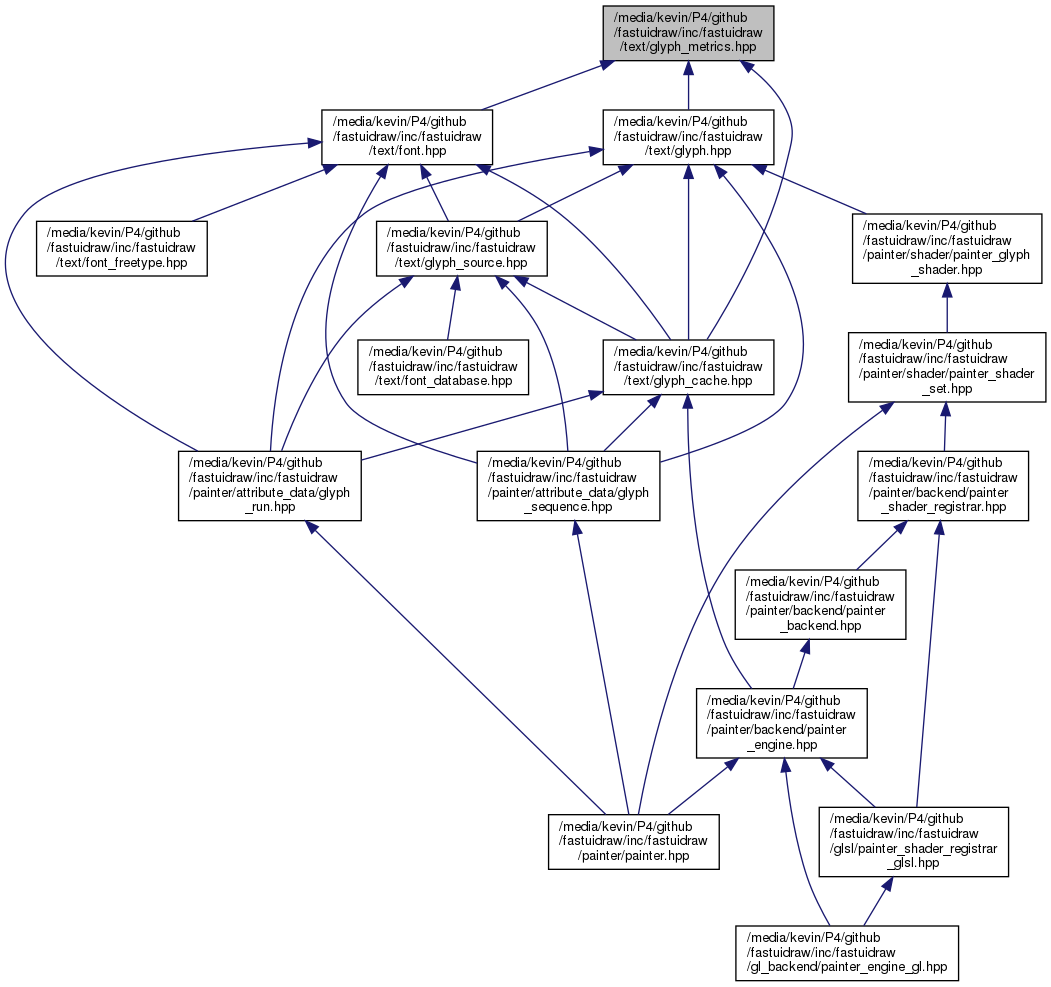 /media/kevin/P4/github
/fastuidraw/inc/fastuidraw
/text/glyph_metrics.hpp
/media/kevin/P4/github
/fastuidraw/inc/fastuidraw
/text/font.hpp
/media/kevin/P4/github
/fastuidraw/inc/fastuidraw
/text/glyph.hpp
/media/kevin/P4/github
/fastuidraw/inc/fastuidraw
/text/font_freetype.hpp
/media/kevin/P4/github
/fastuidraw/inc/fastuidraw
/text/glyph_source.hpp
/media/kevin/P4/github
/fastuidraw/inc/fastuidraw
/painter/shader/painter_glyph
_shader.hpp
/media/kevin/P4/github
/fastuidraw/inc/fastuidraw
/text/font_database.hpp
/media/kevin/P4/github
/fastuidraw/inc/fastuidraw
/text/glyph_cache.hpp
/media/kevin/P4/github
/fastuidraw/inc/fastuidraw
/painter/shader/painter_shader
_set.hpp
/media/kevin/P4/github
/fastuidraw/inc/fastuidraw
/painter/attribute_data/glyph
_run.hpp
/media/kevin/P4/github
/fastuidraw/inc/fastuidraw
/painter/attribute_data/glyph
_sequence.hpp
/media/kevin/P4/github
/fastuidraw/inc/fastuidraw
/painter/backend/painter
_shader_registrar.hpp
/media/kevin/P4/github
/fastuidraw/inc/fastuidraw
/painter/backend/painter
_backend.hpp
/media/kevin/P4/github
/fastuidraw/inc/fastuidraw
/painter/backend/painter
_engine.hpp
/media/kevin/P4/github
/fastuidraw/inc/fastuidraw
/painter/painter.hpp
/media/kevin/P4/github
/fastuidraw/inc/fastuidraw
/glsl/painter_shader_registrar
_glsl.hpp
/media/kevin/P4/github
/fastuidraw/inc/fastuidraw
/gl_backend/painter_engine_gl.hpp